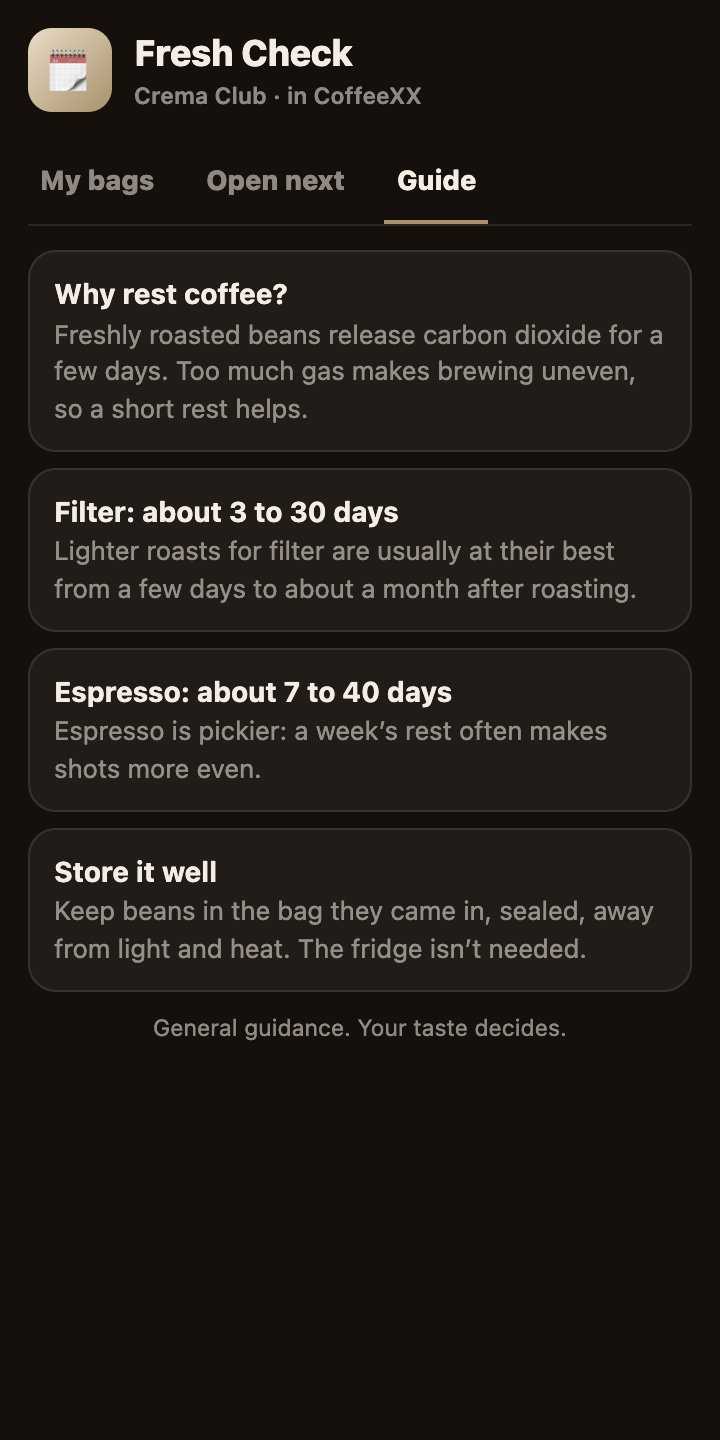 Fresh Check
Crema Club · in CoffeeXX
My bags
Open next
Guide
Why rest coffee?
Freshly roasted beans release carbon dioxide for a
few days. Too much gas makes brewing uneven,
so a short rest helps.
Filter: about 3 to 30 days
Lighter roasts for filter are usually at their best
from a few days to about a month after roasting.
Espresso: about 7 to 40 days
Espresso is pickier: a week’s rest often makes
shots more even.
Store it well
Keep beans in the bag they came in, sealed, away
from light and heat. The fridge isn’t needed.
General guidance. Your taste decides.